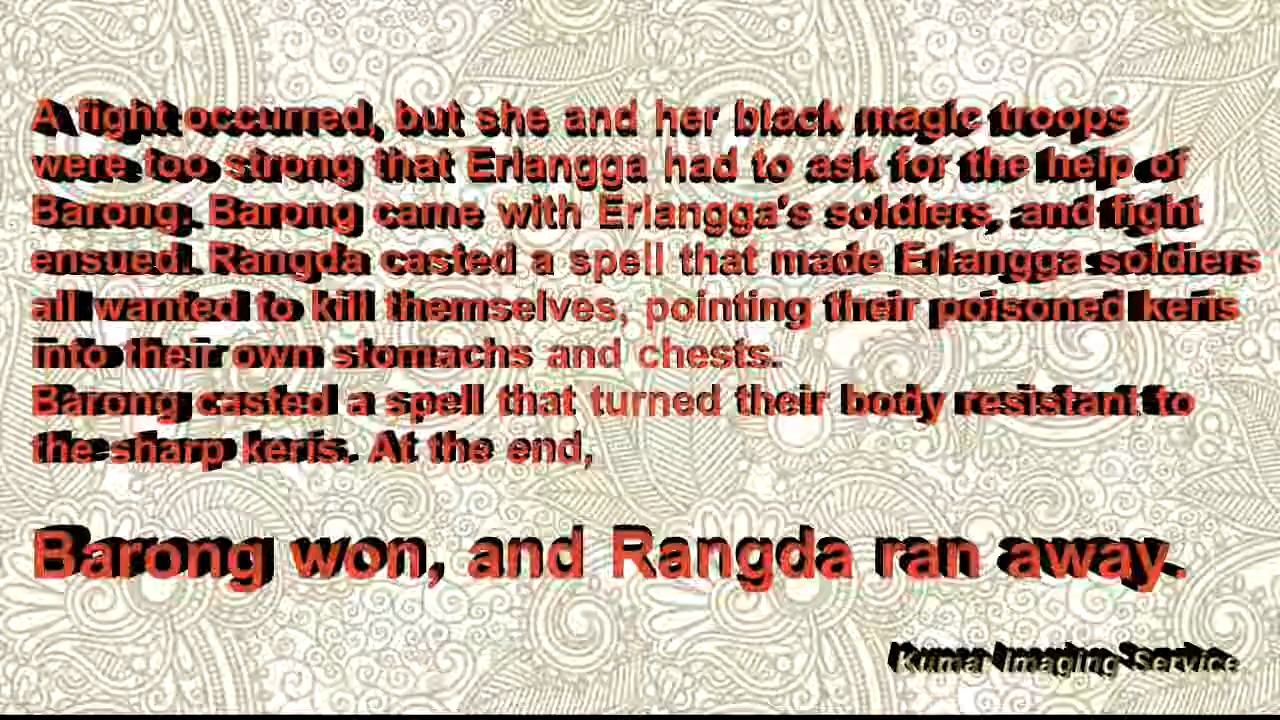 A fight occurred, but she and her black magic troops
were too strong that Erlangga had to ask for the help of
Barong. Barong came with Erlangga's soldiers, and fight
ensued. Rangda casted a spell that made Erlangga soldiers
all wanted to kill themselves, pointing their poisoned keris
into their own stomachs and chests.
Barong casted a spell that turned their body resistant to
the sharp keris. At the end,
Barong won, and Rangda ran away.
Kumar Imaging Service